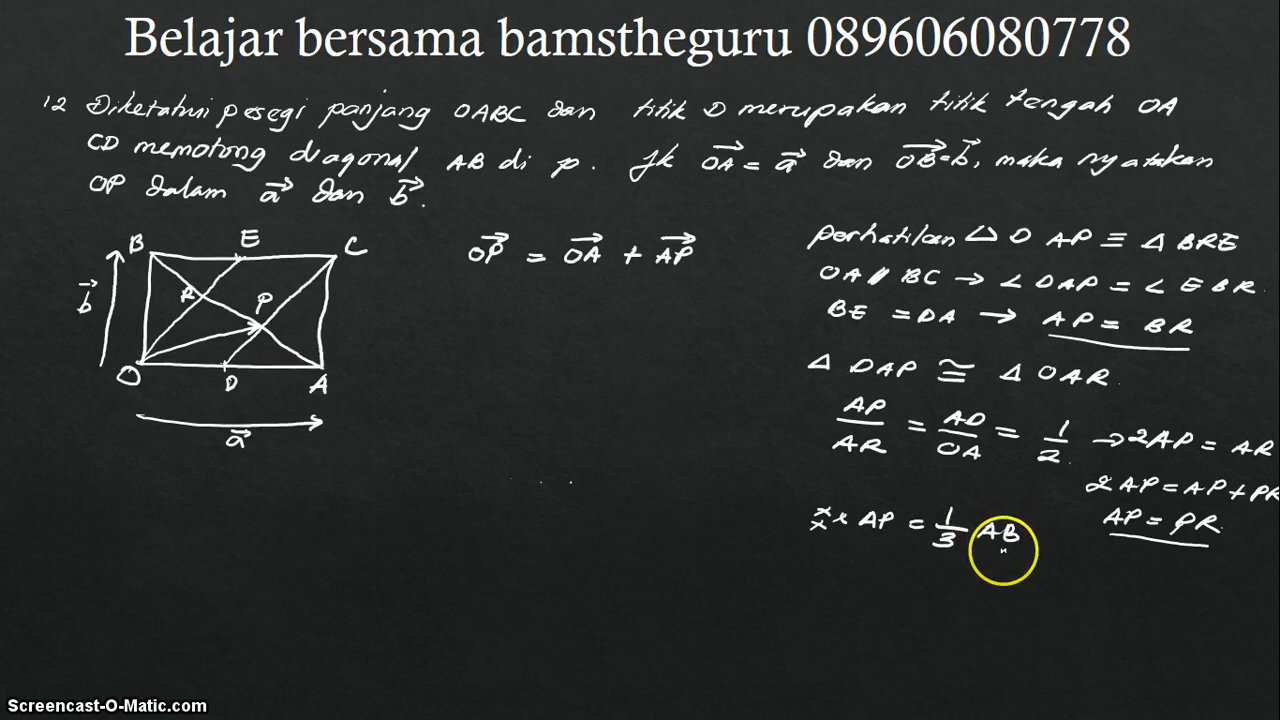 Belajar bersama bamstheguru 089606080778
12 Diketahui pesegi panjang OABC dan titik D merupakan titik tengah OA
CD memotong diagonal AB di p. Jk OA = a dan OB = b, maka nyatakan
OP dalam a dan b.
B E C
b
R P
O D A
a
OP = OA + AP
perhatikan △ DAP ≡ △ BRE
OA // BC → ∠ DAP = ∠ EBR
BE = DA → AP = BR
△ DAP ≅ △ OAR
AP/AR = AD/OA = 1/2 → 2AP = AR
2AP = AP + PR
AP = PR
AP = 1/3 AB
Screencast-O-Matic.com